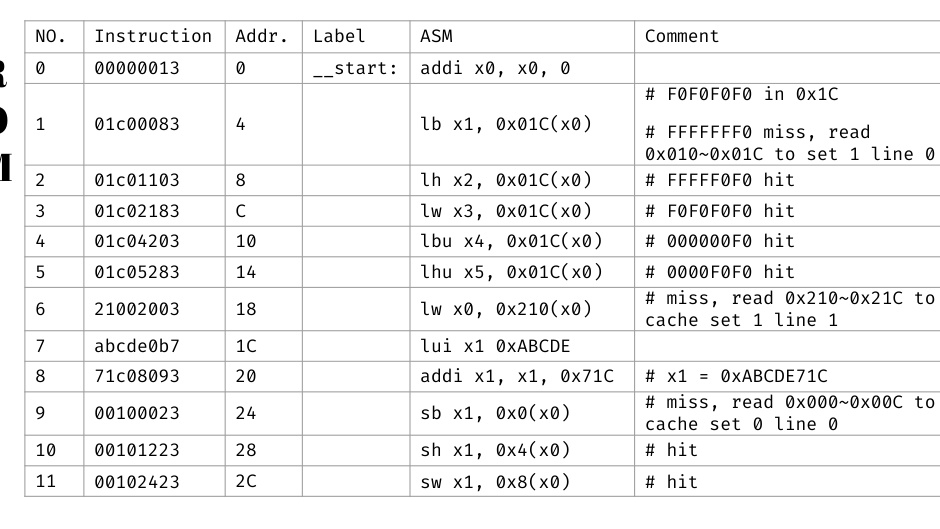 NO. Instruction Addr. Label ASM Comment
0 00000013 0 __start: addi x0, x0, 0
# F0F0F0F0 in 0x1C
1 01c00083 4 lb x1, 0x01C(x0)
# FFFFFFF0 miss, read
0x010~0x01C to set 1 line 0
2 01c01103 8 lh x2, 0x01C(x0) # FFFFF0F0 hit
3 01c02183 C lw x3, 0x01C(x0) # F0F0F0F0 hit
4 01c04203 10 lbu x4, 0x01C(x0) # 000000F0 hit
5 01c05283 14 lhu x5, 0x01C(x0) # 0000F0F0 hit
6 21002003 18 lw x0, 0x210(x0) # miss, read 0x210~0x21C to
cache set 1 line 1
7 abcde0b7 1C lui x1 0xABCDE
8 71c08093 20 addi x1, x1, 0x71C # x1 = 0xABCDE71C
9 00100023 24 sb x1, 0x0(x0) # miss, read 0x000~0x00C to
cache set 0 line 0
10 00101223 28 sh x1, 0x4(x0) # hit
11 00102423 2C sw x1, 0x8(x0) # hit